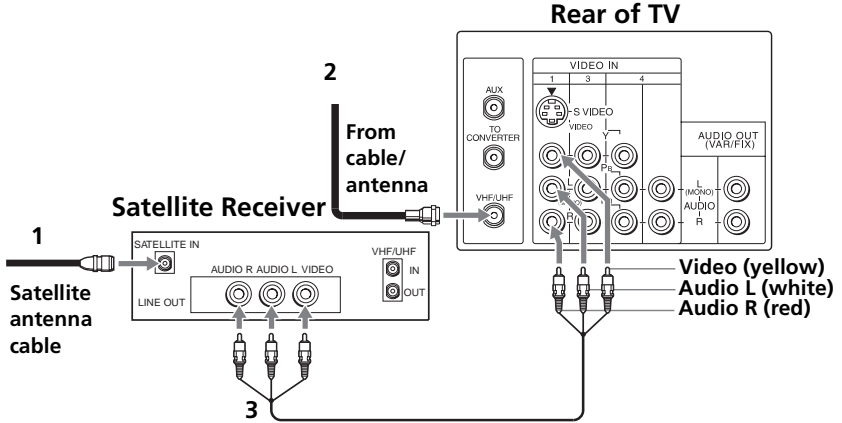 Rear of TV
VIDEO IN
1 3 4
2
AUX
S VIDEO
VIDEO
TO
CONVERTER
Y
AUDIO OUT
(VAR/FIX)
From
cable/
antenna
PB
L
L
(MONO)
AUDIO
R
VHF/UHF
R
Satellite Receiver
1
SATELLITE IN
VHF/UHF
IN
OUT
AUDIO R AUDIO L VIDEO
LINE OUT
Satellite
antenna
cable
Video (yellow)
Audio L (white)
Audio R (red)
3